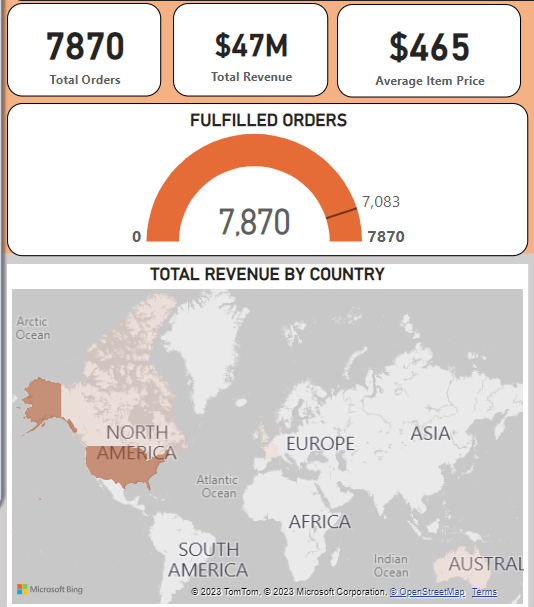 7870
Total Orders
$47M
Total Revenue
$465
Average Item Price
FULFILLED ORDERS
7,083
7,870
0
7870
TOTAL REVENUE BY COUNTRY
Arctic
Ocean
NORTH
AMERICA
EUROPE
ASIA
Atlantic
Ocean
AFRICA
SOUTH
AMERICA
Indian
Ocean
AUSTRAL
Microsoft Bing
© 2023 TomTom, © 2023 Microsoft Corporation, © OpenStreetMap Terms